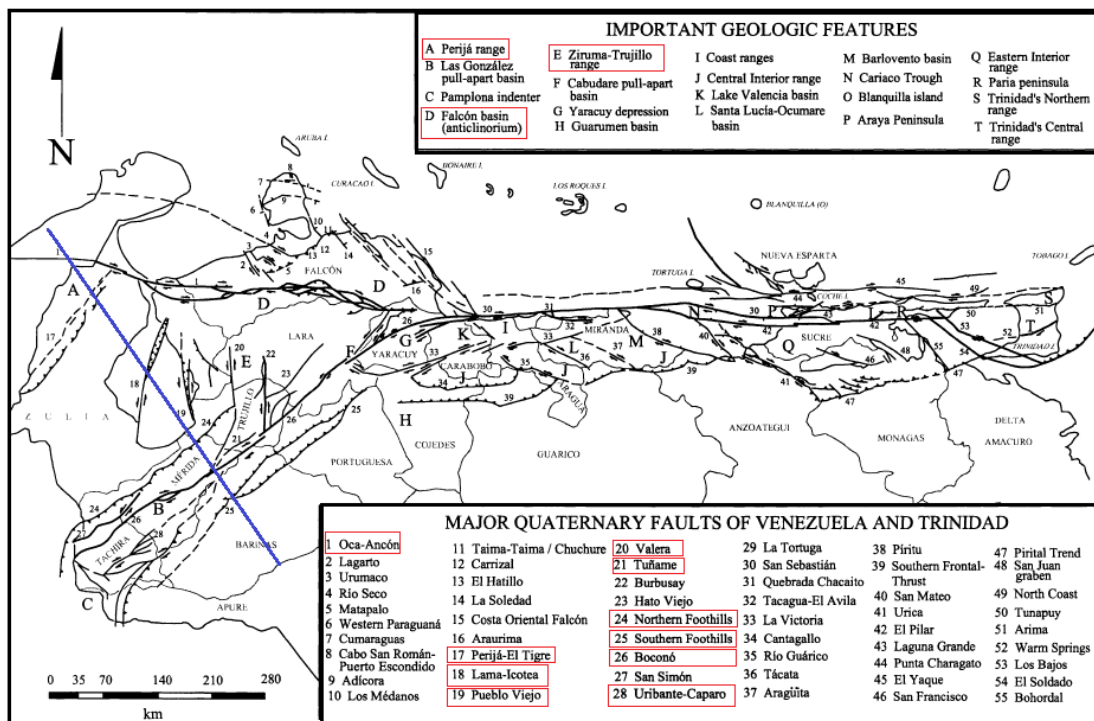 IMPORTANT GEOLOGIC FEATURES
A Perijá range
B Las González
pull-apart basin
C Pamplona indenter
D Falcón basin
(anticlinorium)
E Ziruma-Trujillo
range
F Cabudare pull-apart
basin
G Yaracuy depression
H Guarumen basin
I Coast ranges
J Central Interior range
K Lake Valencia basin
L Santa Lucía-Ocumare
basin
M Barlovento basin
N Cariaco Trough
O Blanquilla island
P Araya Peninsula
Q Eastern Interior
range
R Paria peninsula
S Trinidad's Northern
range
T Trinidad's Central
range
N
ARUBA I.
CURACAO I.
BONAIRE I.
LOS ROQUES I.
BLANQUILLA (O)
TORTUGA I.
NUEVA ESPARTA
COCHE I.
TOBAGO I.
TRINIDAD I.
FALCÓN
LARA
YARACUY
CARABOBO
ARAGUA
MIRANDA
SUCRE
ZULIA
TRUJILLO
MÉRIDA
TACHIRA
BARINAS
APURE
PORTUGUESA
COJEDES
GUARICO
ANZOATEGUI
MONAGAS
DELTA
AMACURO
0 80 140 210 280
km
MAJOR QUATERNARY FAULTS OF VENEZUELA AND TRINIDAD
1 Oca-Ancón
2 Lagarto
3 Urumaco
4 Río Seco
5 Matapalo
6 Western Paraguaná
7 Cumaraguas
8 Cabo San Román-
Puerto Escondido
9 Adícora
10 Los Médanos
11 Taima-Taima / Chuchure
12 Carrizal
13 El Hatillo
14 La Soledad
15 Costa Oriental Falcón
16 Araurima
17 Perijá-El Tigre
18 Lama-Icotea
19 Pueblo Viejo
20 Valera
21 Tuñame
22 Burbusay
23 Hato Viejo
24 Northern Foothills
25 Southern Foothills
26 Boconó
27 San Simón
28 Uribante-Caparo
29 La Tortuga
30 San Sebastián
31 Quebrada Chacaito
32 Tacagua-El Avila
33 La Victoria
34 Cantagallo
35 Río Guárico
36 Tácata
37 Aragüita
38 Píritu
39 Southern Frontal-
Thrust
40 San Mateo
41 Urica
42 El Pilar
43 Laguna Grande
44 Punta Charagato
45 El Yaque
46 San Francisco
47 Pirital Trend
48 San Juan
graben
49 North Coast
50 Tunapuy
51 Arima
52 Warm Springs
53 Los Bajos
54 El Soldado
55 Bohordal